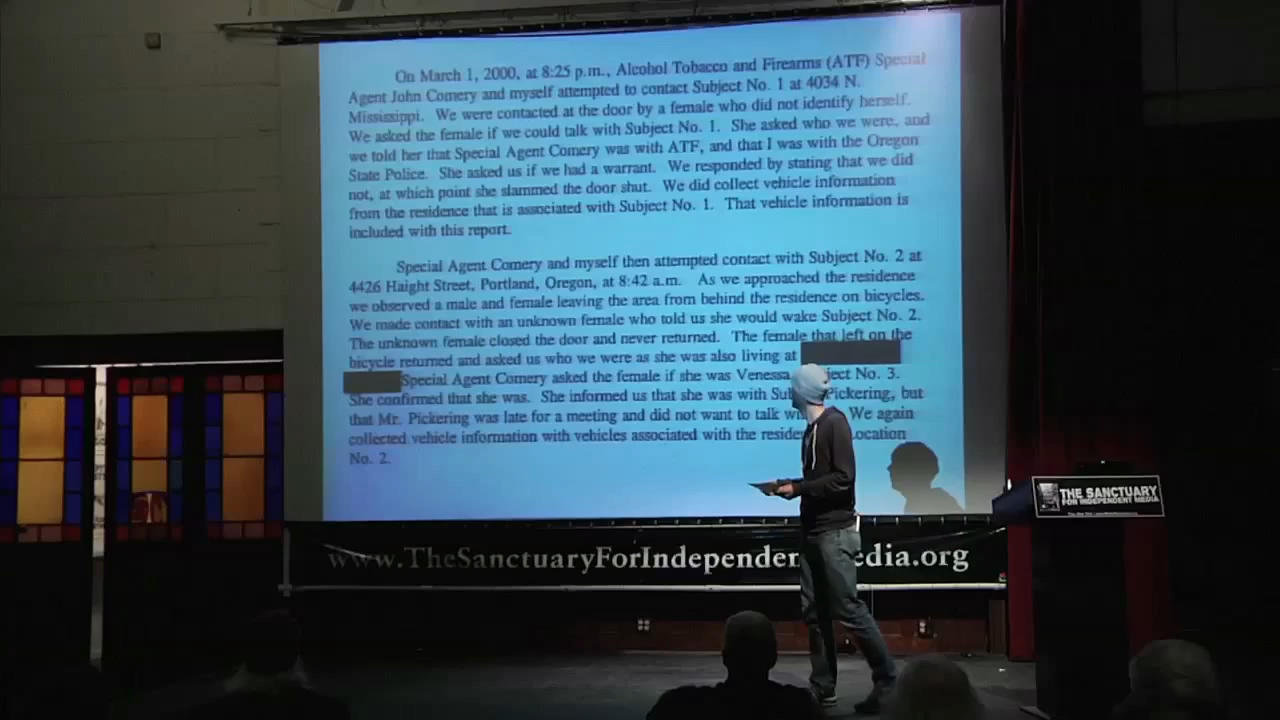 On March 1, 2000, at 8:25 p.m., Alcohol Tobacco and Firearms (ATF) Special
Agent John Comery and myself attempted to contact Subject No. 1 at 4034 N.
Mississippi. We were contacted at the door by a female who did not identify herself.
We asked the female if we could talk with Subject No. 1. She asked who we were, and
we told her that Special Agent Comery was with ATF, and that I was with the Oregon
State Police. She asked us if we had a warrant. We responded by stating that we did
not, at which point she slammed the door shut. We did collect vehicle information
from the residence that is associated with Subject No. 1. That vehicle information is
included with this report.
Special Agent Comery and myself then attempted contact with Subject No. 2 at
4426 Haight Street, Portland, Oregon, at 8:42 a.m. As we approached the residence
we observed a male and female leaving the area from behind the residence on bicycles.
We made contact with an unknown female who told us she would wake Subject No. 2.
The unknown female closed the door and never returned. The female that left on the
bicycle returned and asked us who we were as she was also living at
Special Agent Comery asked the female if she was Venessa ject No. 3.
She confirmed that she was. She informed us that she was with Su Pickering, but
that Mr. Pickering was late for a meeting and did not want to talk wi We again
collected vehicle information with vehicles associated with the reside ocation
No. 2.
THE SANCTUARY
FOR INDEPENDENT MEDIA
www.TheSanctuaryForIndepende edia.org